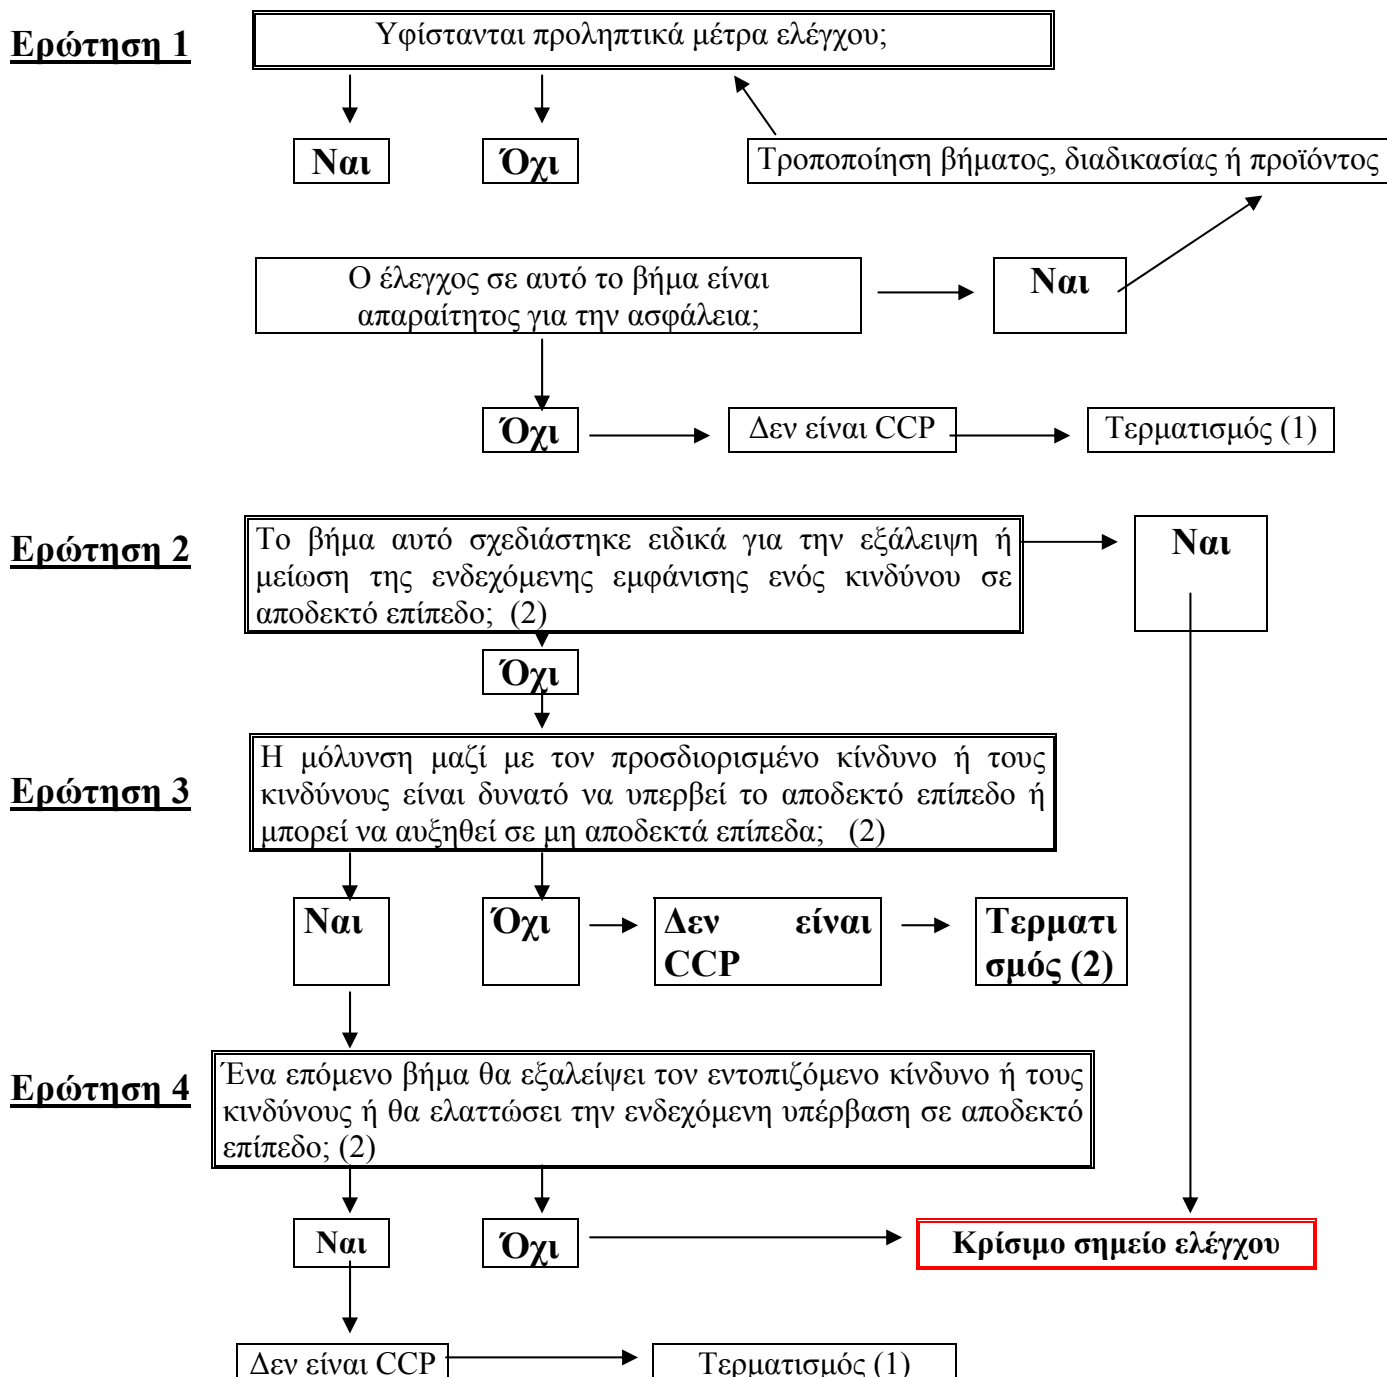 Ερώτηση 1
Υφίστανται προληπτικά μέτρα ελέγχου;
Ναι
Όχι
Τροποποίηση βήματος, διαδικασίας ή προϊόντος
Ο έλεγχος σε αυτό το βήμα είναι
απαραίτητος για την ασφάλεια;
Ναι
Όχι
Δεν είναι CCP
Τερματισμός (1)
Ερώτηση 2
Το βήμα αυτό σχεδιάστηκε ειδικά για την εξάλειψη ή
μείωση της ενδεχόμενης εμφάνισης ενός κινδύνου σε
αποδεκτό επίπεδο; (2)
Ναι
Όχι
Ερώτηση 3
Η μόλυνση μαζί με τον προσδιορισμένο κίνδυνο ή τους
κινδύνους είναι δυνατό να υπερβεί το αποδεκτό επίπεδο ή
μπορεί να αυξηθεί σε μη αποδεκτά επίπεδα; (2)
Ναι
Όχι
Δεν είναι
CCP
Τερματι
σμός (2)
Ερώτηση 4
Ένα επόμενο βήμα θα εξαλείψει τον εντοπιζόμενο κίνδυνο ή τους
κινδύνους ή θα ελαττώσει την ενδεχόμενη υπέρβαση σε αποδεκτό
επίπεδο; (2)
Ναι
Όχι
Κρίσιμο σημείο ελέγχου
Δεν είναι CCP
Τερματισμός (1)